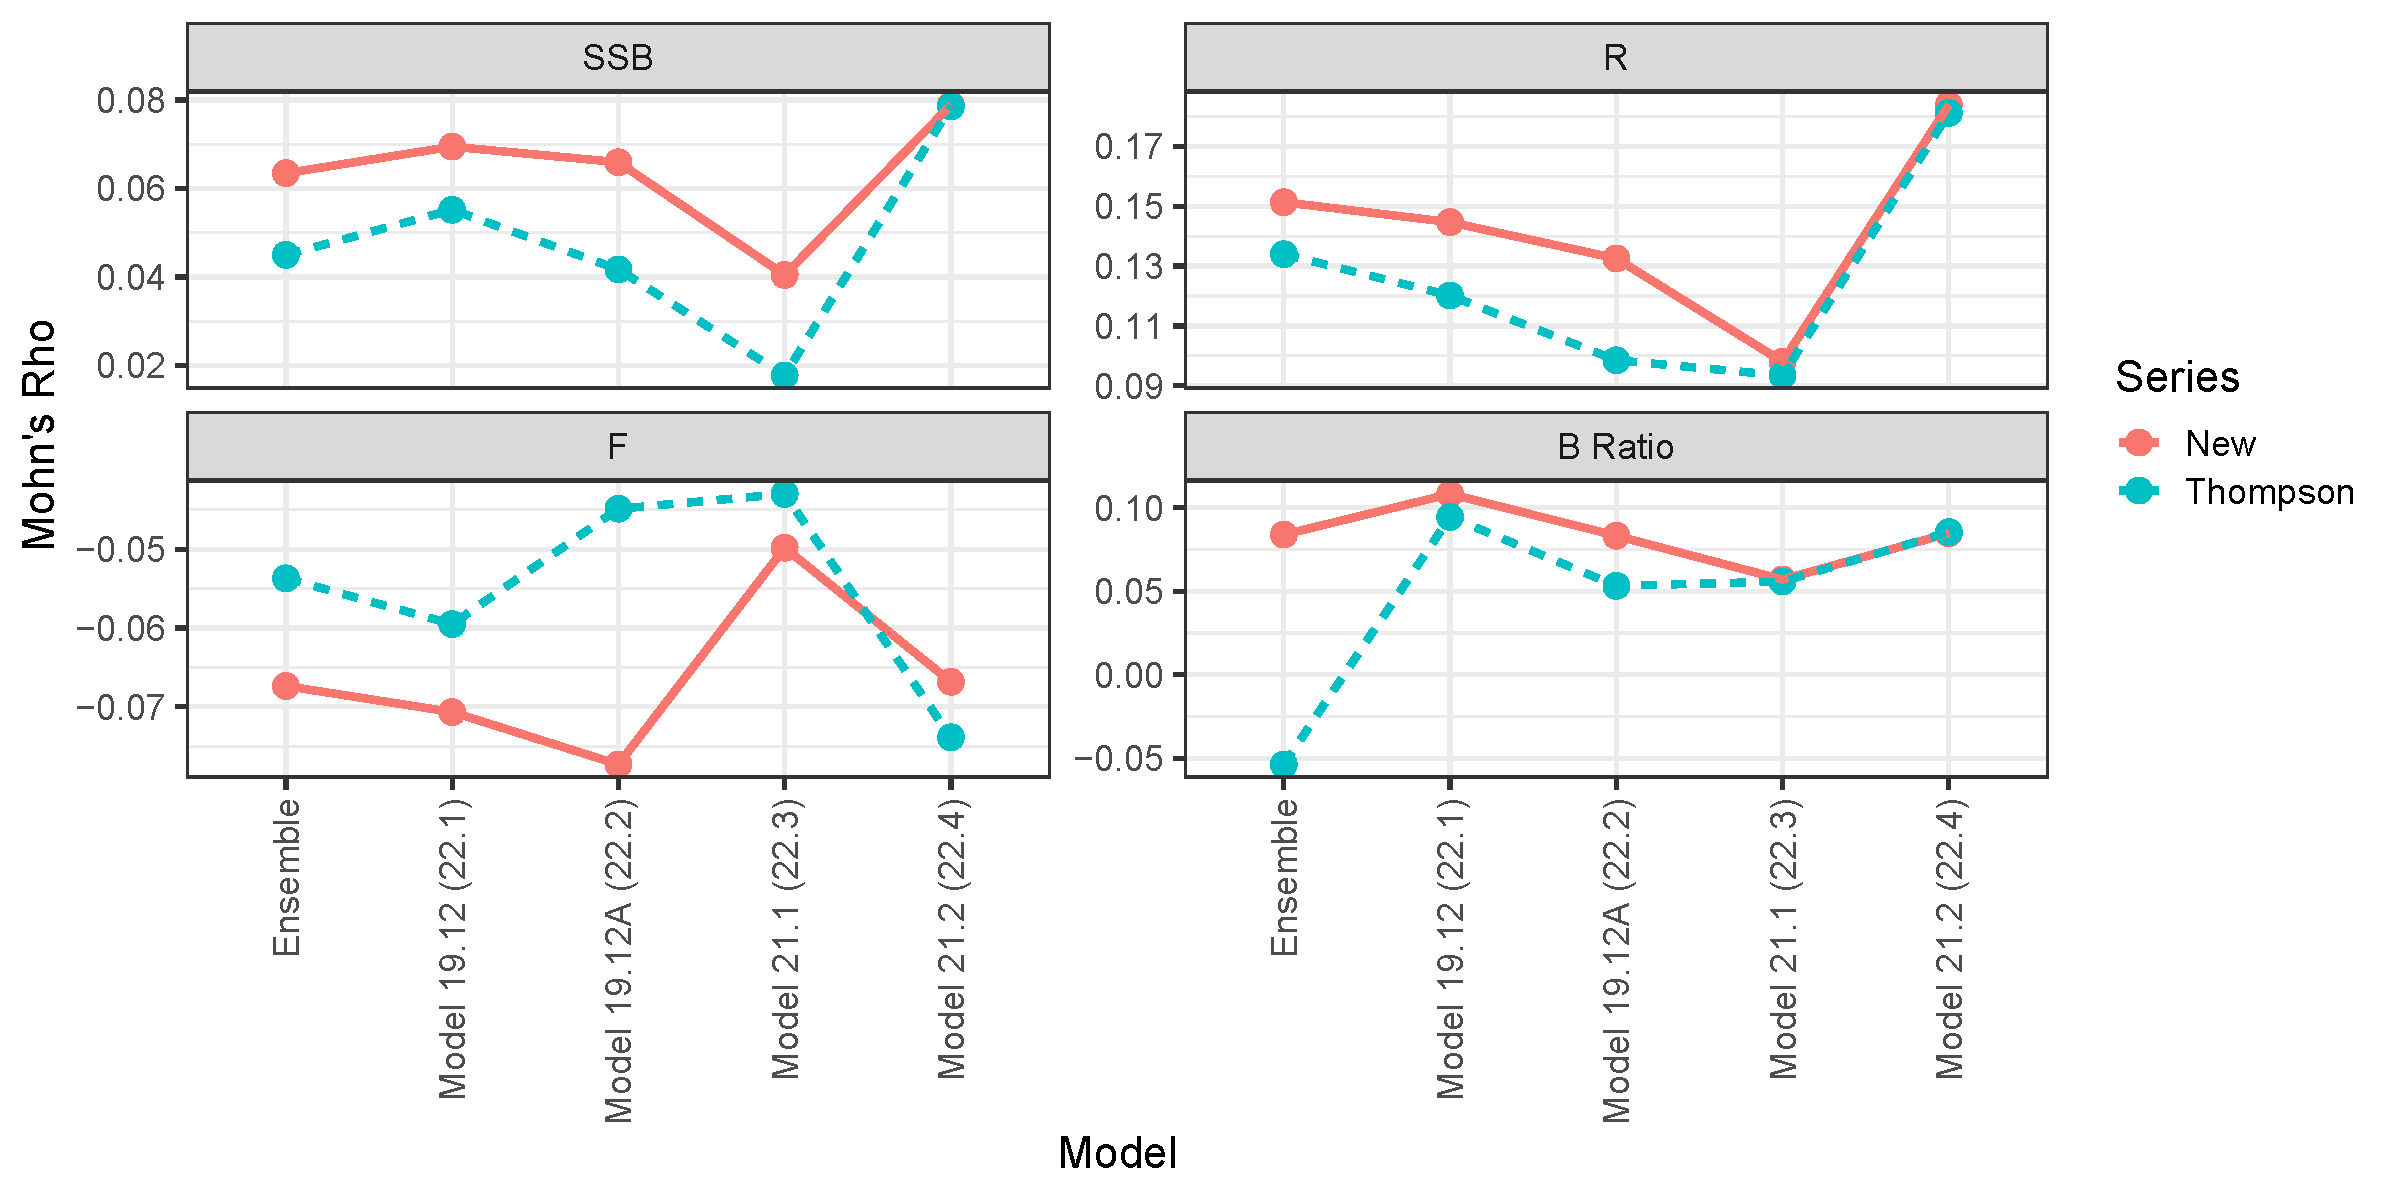 SSB
R
0.08
0.06
0.04
0.02
0.17
0.15
0.13
0.11
0.09
F
B Ratio
−0.05
−0.06
−0.07
0.10
0.05
0.00
−0.05
Mohn's Rho
Ensemble
Model 19.12 (22.1)
Model 19.12A (22.2)
Model 21.1 (22.3)
Model 21.2 (22.4)
Ensemble
Model 19.12 (22.1)
Model 19.12A (22.2)
Model 21.1 (22.3)
Model 21.2 (22.4)
Model
Series
New
Thompson